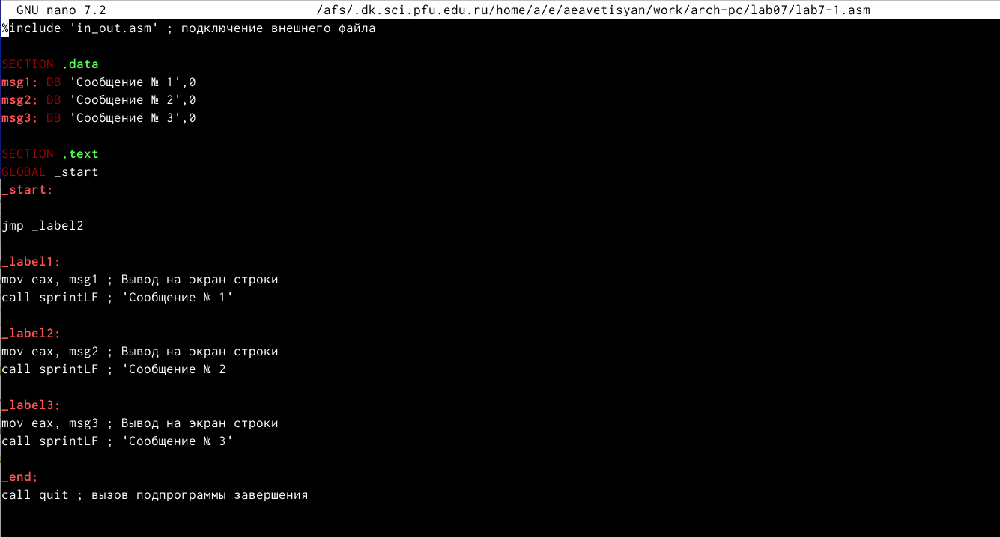 GNU nano 7.2 /afs/.dk.sci.pfu.edu.ru/home/a/e/aeavetisyan/work/arch-pc/lab07/lab7-1.asm
%include 'in_out.asm' ; подключение внешнего файла
SECTION .data
msg1: DB 'Сообщение № 1',0
msg2: DB 'Сообщение № 2',0
msg3: DB 'Сообщение № 3',0
SECTION .text
GLOBAL _start
_start:
jmp _label2
_label1:
mov eax, msg1 ; Вывод на экран строки
call sprintLF ; 'Сообщение № 1'
_label2:
mov eax, msg2 ; Вывод на экран строки
call sprintLF ; 'Сообщение № 2
_label3:
mov eax, msg3 ; Вывод на экран строки
call sprintLF ; 'Сообщение № 3'
_end:
call quit ; вызов подпрограммы завершения